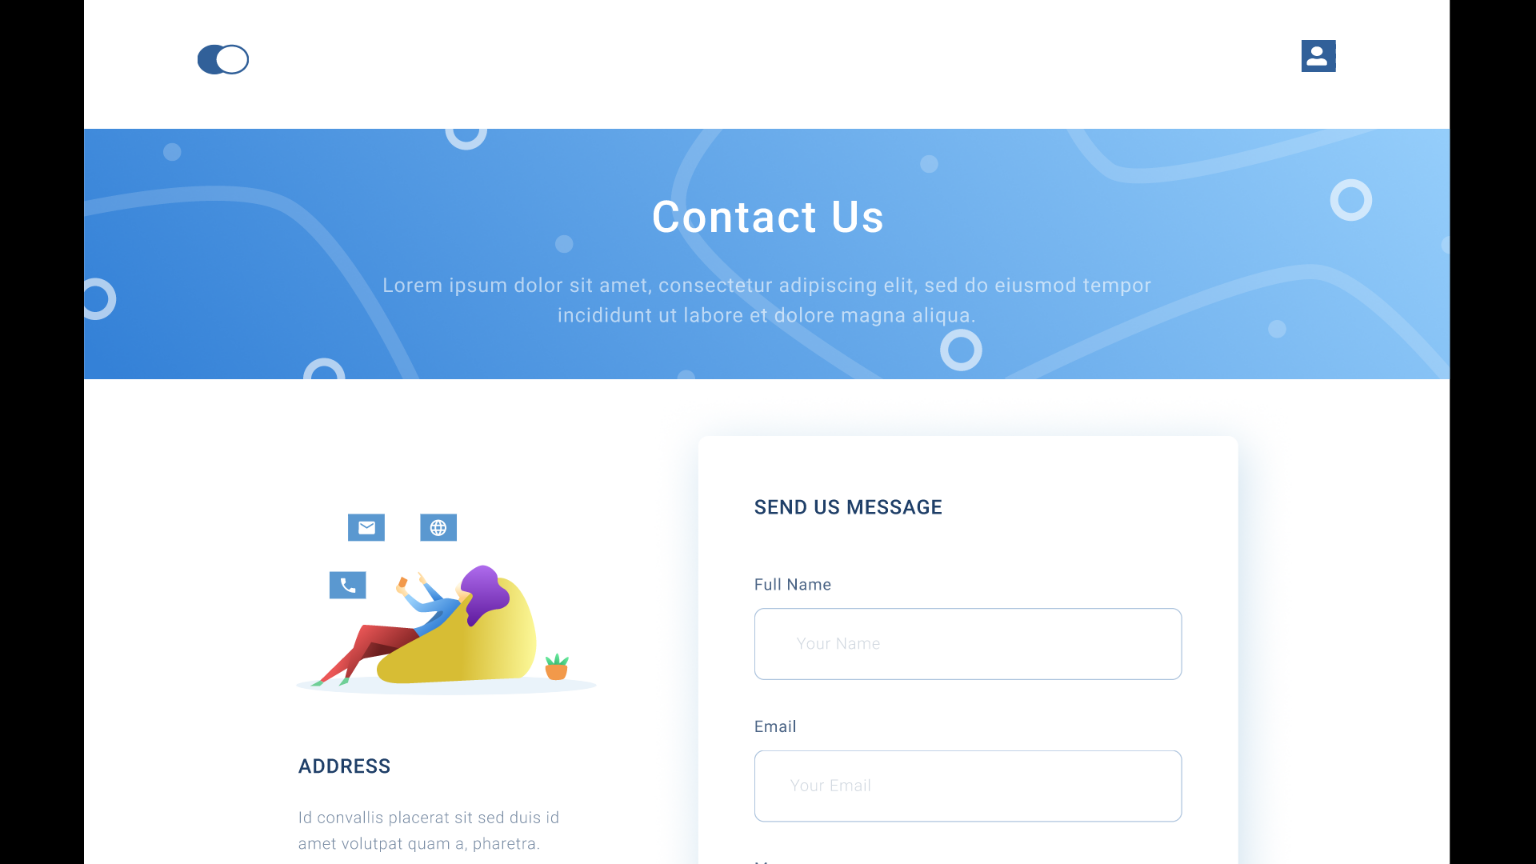 Contact Us
Lorem ipsum dolor sit amet, consectetur adipiscing elit, sed do eiusmod tempor
incididunt ut labore et dolore magna aliqua.
SEND US MESSAGE
Full Name
Your Name
Email
Your Email
ADDRESS
Id convallis placerat sit sed duis id
amet volutpat quam a, pharetra.